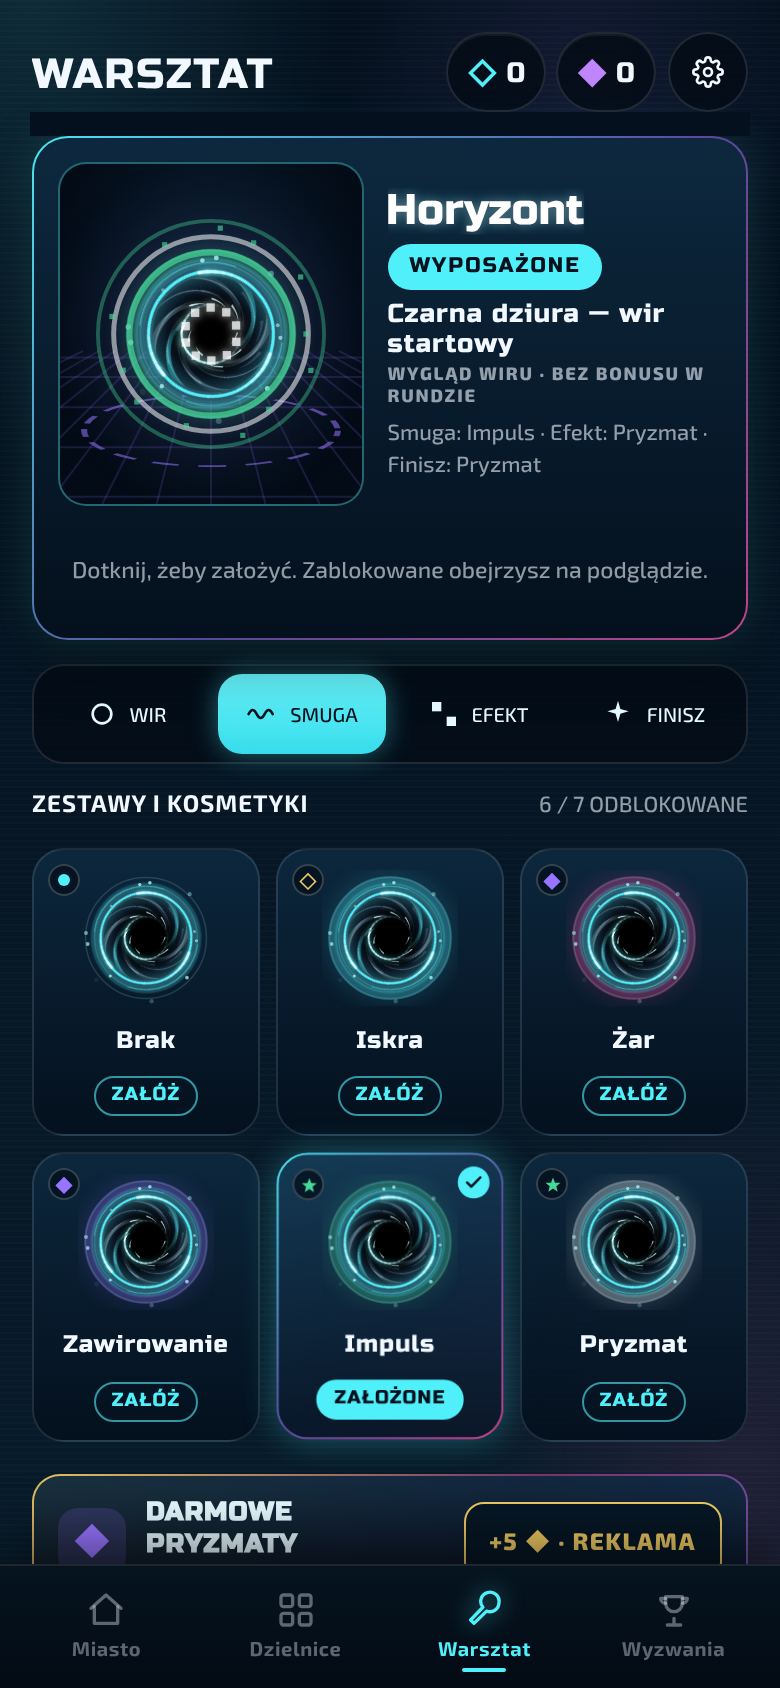 WARSZTAT
0
0
Horyzont
WYPOSAŻONE
Czarna dziura — wir
startowy
WYGLĄD WIRU · BEZ BONUSU W
RUNDZIE
Smuga: Impuls · Efekt: Pryzmat ·
Finisz: Pryzmat
Dotknij, żeby założyć. Zablokowane obejrzysz na podglądzie.
WIR
SMUGA
EFEKT
FINISZ
ZESTAWY I KOSMETYKI
6 / 7 ODBLOKOWANE
Brak
ZAŁÓŻ
Iskra
ZAŁÓŻ
Żar
ZAŁÓŻ
Zawirowanie
ZAŁÓŻ
Impuls
ZAŁOŻONE
Pryzmat
ZAŁÓŻ
DARMOWE
PRYZMATY
+5 · REKLAMA
Miasto
Dzielnice
Warsztat
Wyzwania